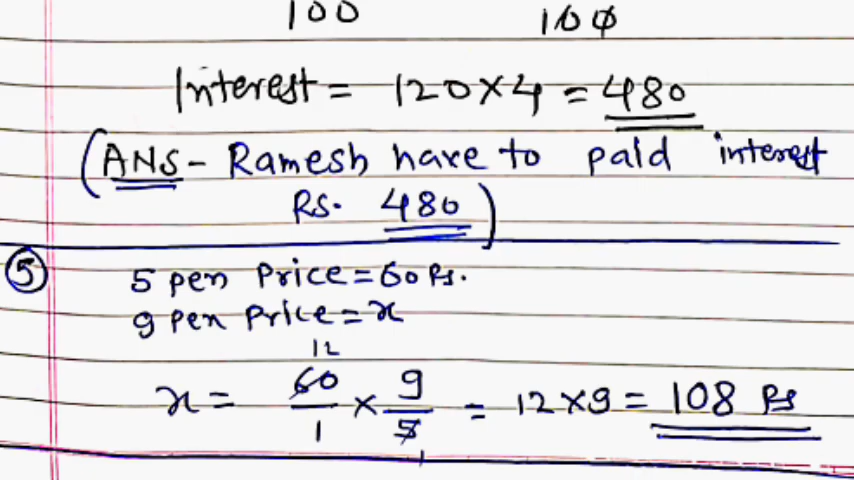 100 100
Interest = 120×4 = 480
(ANS - Ramesh have to paid interest
Rs. 480)
⑤ 5 pen Price = 60 Rs.
9 Pen Price = x
12
x = 60/1 × 9/5 = 12×9 = 108 Rs